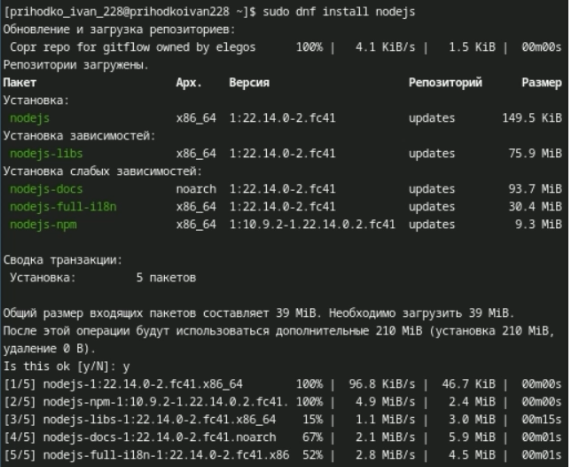 [prihodko_ivan_228@prihodkoivan228 ~]$ sudo dnf install nodejs
Обновление и загрузка репозиториев:
Copr repo for gitflow owned by elegos 100% | 4.1 KiB/s | 1.5 KiB | 00m00s
Репозитории загружены.
Пакет Арх. Версия Репозиторий Размер
Установка:
nodejs x86_64 1:22.14.0-2.fc41 updates 149.5 KiB
Установка зависимостей:
nodejs-libs x86_64 1:22.14.0-2.fc41 updates 75.9 MiB
Установка слабых зависимостей:
nodejs-docs noarch 1:22.14.0-2.fc41 updates 93.7 MiB
nodejs-full-i18n x86_64 1:22.14.0-2.fc41 updates 30.4 MiB
nodejs-npm x86_64 1:10.9.2-1.22.14.0.2.fc41 updates 9.3 MiB
Сводка транзакции:
Установка: 5 пакетов
Общий размер входящих пакетов составляет 39 MiB. Необходимо загрузить 39 MiB.
После этой операции будут использоваться дополнительные 210 MiB (установка 210 MiB,
удаление 0 B).
Is this ok [y/N]: y
[1/5] nodejs-1:22.14.0-2.fc41.x86_64 100% | 96.8 KiB/s | 46.7 KiB | 00m00s
[2/5] nodejs-npm-1:10.9.2-1.22.14.0.2.fc41. 100% | 4.9 MiB/s | 2.4 MiB | 00m00s
[3/5] nodejs-libs-1:22.14.0-2.fc41.x86_64 15% | 1.1 MiB/s | 3.0 MiB | 00m15s
[4/5] nodejs-docs-1:22.14.0-2.fc41.noarch 67% | 2.1 MiB/s | 5.9 MiB | 00m01s
[5/5] nodejs-full-i18n-1:22.14.0-2.fc41.x86 52% | 2.8 MiB/s | 4.5 MiB | 00m01s